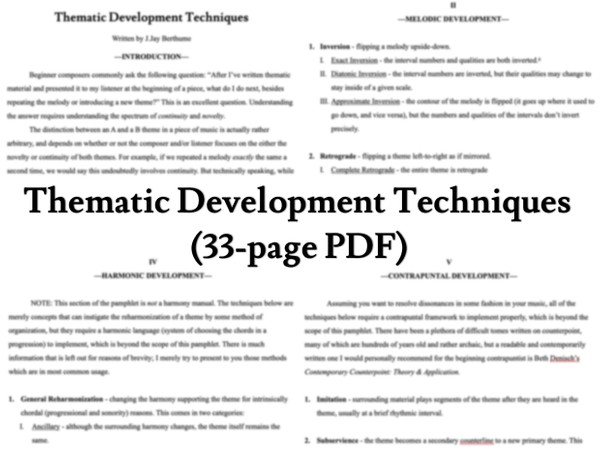 Thematic Development Techniques
Written by J.Jay Berthume
—INTRODUCTION—
Beginner composers commonly ask the following question: "After I've written thematic
material and presented it to my listener at the beginning of a piece, what do I do next, besides
repeating the melody or introducing a new theme?" This is an excellent question. Understanding
the answer requires understanding the spectrum of continuity and novelty.
The distinction between an A and a B theme in a piece of music is actually rather
arbitrary, and depends on whether or not the composer and/or listener focuses on the either the
novelty or continuity of both themes. For example, if we repeated a melody exactly the same a
second time, we would say this undoubtedly involves continuity. But technically speaking, while
II
—MELODIC DEVELOPMENT—
1. Inversion - flipping a melody upside-down.
I. Exact Inversion - the interval numbers and qualities are both inverted.
II. Diatonic Inversion - the interval numbers are inverted, but their qualities may change to
stay inside of a given scale.
III. Approximate Inversion - the contour of the melody is flipped (it goes up where it used to
go down, and vice versa), but the numbers and qualities of the intervals don't invert
precisely.
2. Retrograde - flipping a theme left-to-right as if mirrored.
I. Complete Retrograde - the entire theme is retrograde
Thematic Development Techniques
(33-page PDF)
IV
—HARMONIC DEVELOPMENT—
NOTE: This section of the pamphlet is not a harmony manual. The techniques below are
merely concepts that can instigate the reharmonization of a theme by some method of
organization, but they require a harmonic language (system of choosing the chords in a
progression) to implement, which is beyond the scope of this pamphlet. There is much
information that is left out for reasons of brevity; I merely try to present to you those methods
which are in most common usage.
1. General Reharmonization - changing the harmony supporting the theme for intrinsically
chordal (progressional and sonority) reasons. This comes in two categories:
I. Ancillary - although the surrounding harmony changes, the theme itself remains the
same.
V
—CONTRAPUNTAL DEVELOPMENT—
Assuming you want to resolve dissonances in some fashion in your music, all of the
techniques below require a contrapuntal framework to implement properly, which is beyond the
scope of this pamphlet. There have been a plethora of difficult tomes written on counterpoint,
many of which are hundreds of years old and rather archaic, but a readable and contemporarily
written one I would personally recommend for the beginning contrapuntist is Beth Denisch's
Contemporary Counterpoint: Theory & Application.
1. Imitation - surrounding material plays segments of the theme after they are heard in the
theme, usually at a brief rhythmic interval.
2. Subservience - the theme becomes a secondary counterline to a new primary theme. This